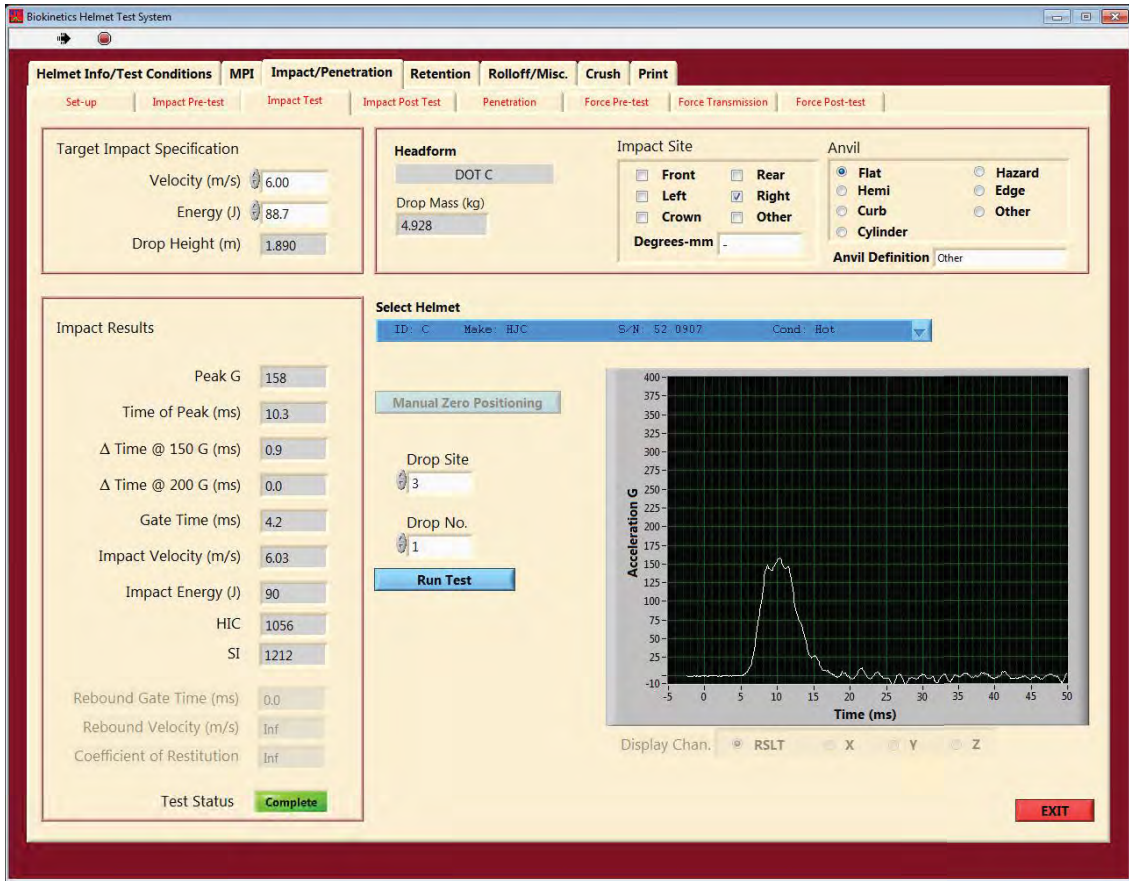 Biokinetics Helmet Test System
Helmet Info/Test Conditions MPI Impact/Penetration Retention Rolloff/Misc. Crush Print
Set-up Impact Pre-test Impact Test Impact Post Test Penetration Force Pre-test Force Transmission Force Post-test
Target Impact Specification
Velocity (m/s) 6.00
Energy (J) 88.7
Drop Height (m) 1.890
Headform
DOT C
Drop Mass (kg)
4.928
Impact Site
Front Rear
Left Right
Crown Other
Degrees-mm -
Anvil
Flat Hazard
Hemi Edge
Curb Other
Cylinder
Anvil Definition Other
Select Helmet
ID: C Make: HJC S/N: 52 0907 Cond: Hot
Impact Results
Peak G 158
Time of Peak (ms) 10.3
Δ Time @ 150 G (ms) 0.9
Δ Time @ 200 G (ms) 0.0
Gate Time (ms) 4.2
Impact Velocity (m/s) 6.03
Impact Energy (J) 90
HIC 1056
SI 1212
Rebound Gate Time (ms) 0.0
Rebound Velocity (m/s) Inf
Coefficient of Restitution Inf
Test Status Complete
Manual Zero Positioning
Drop Site
3
Drop No.
1
Run Test
Acceleration G
400
375
350
325
300
275
250
225
200
175
150
125
100
75
50
25
-10
-5 0 5 10 15 20 25 30 35 40 45 50
Time (ms)
Display Chan. RSLT X Y Z
EXIT